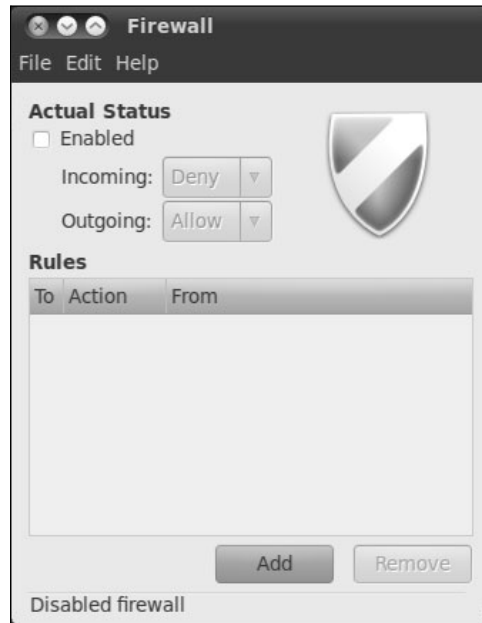 Firewall
File Edit Help
Actual Status
Enabled
Incoming: Deny
Outgoing: Allow
Rules
To Action From
Add Remove
Disabled firewall